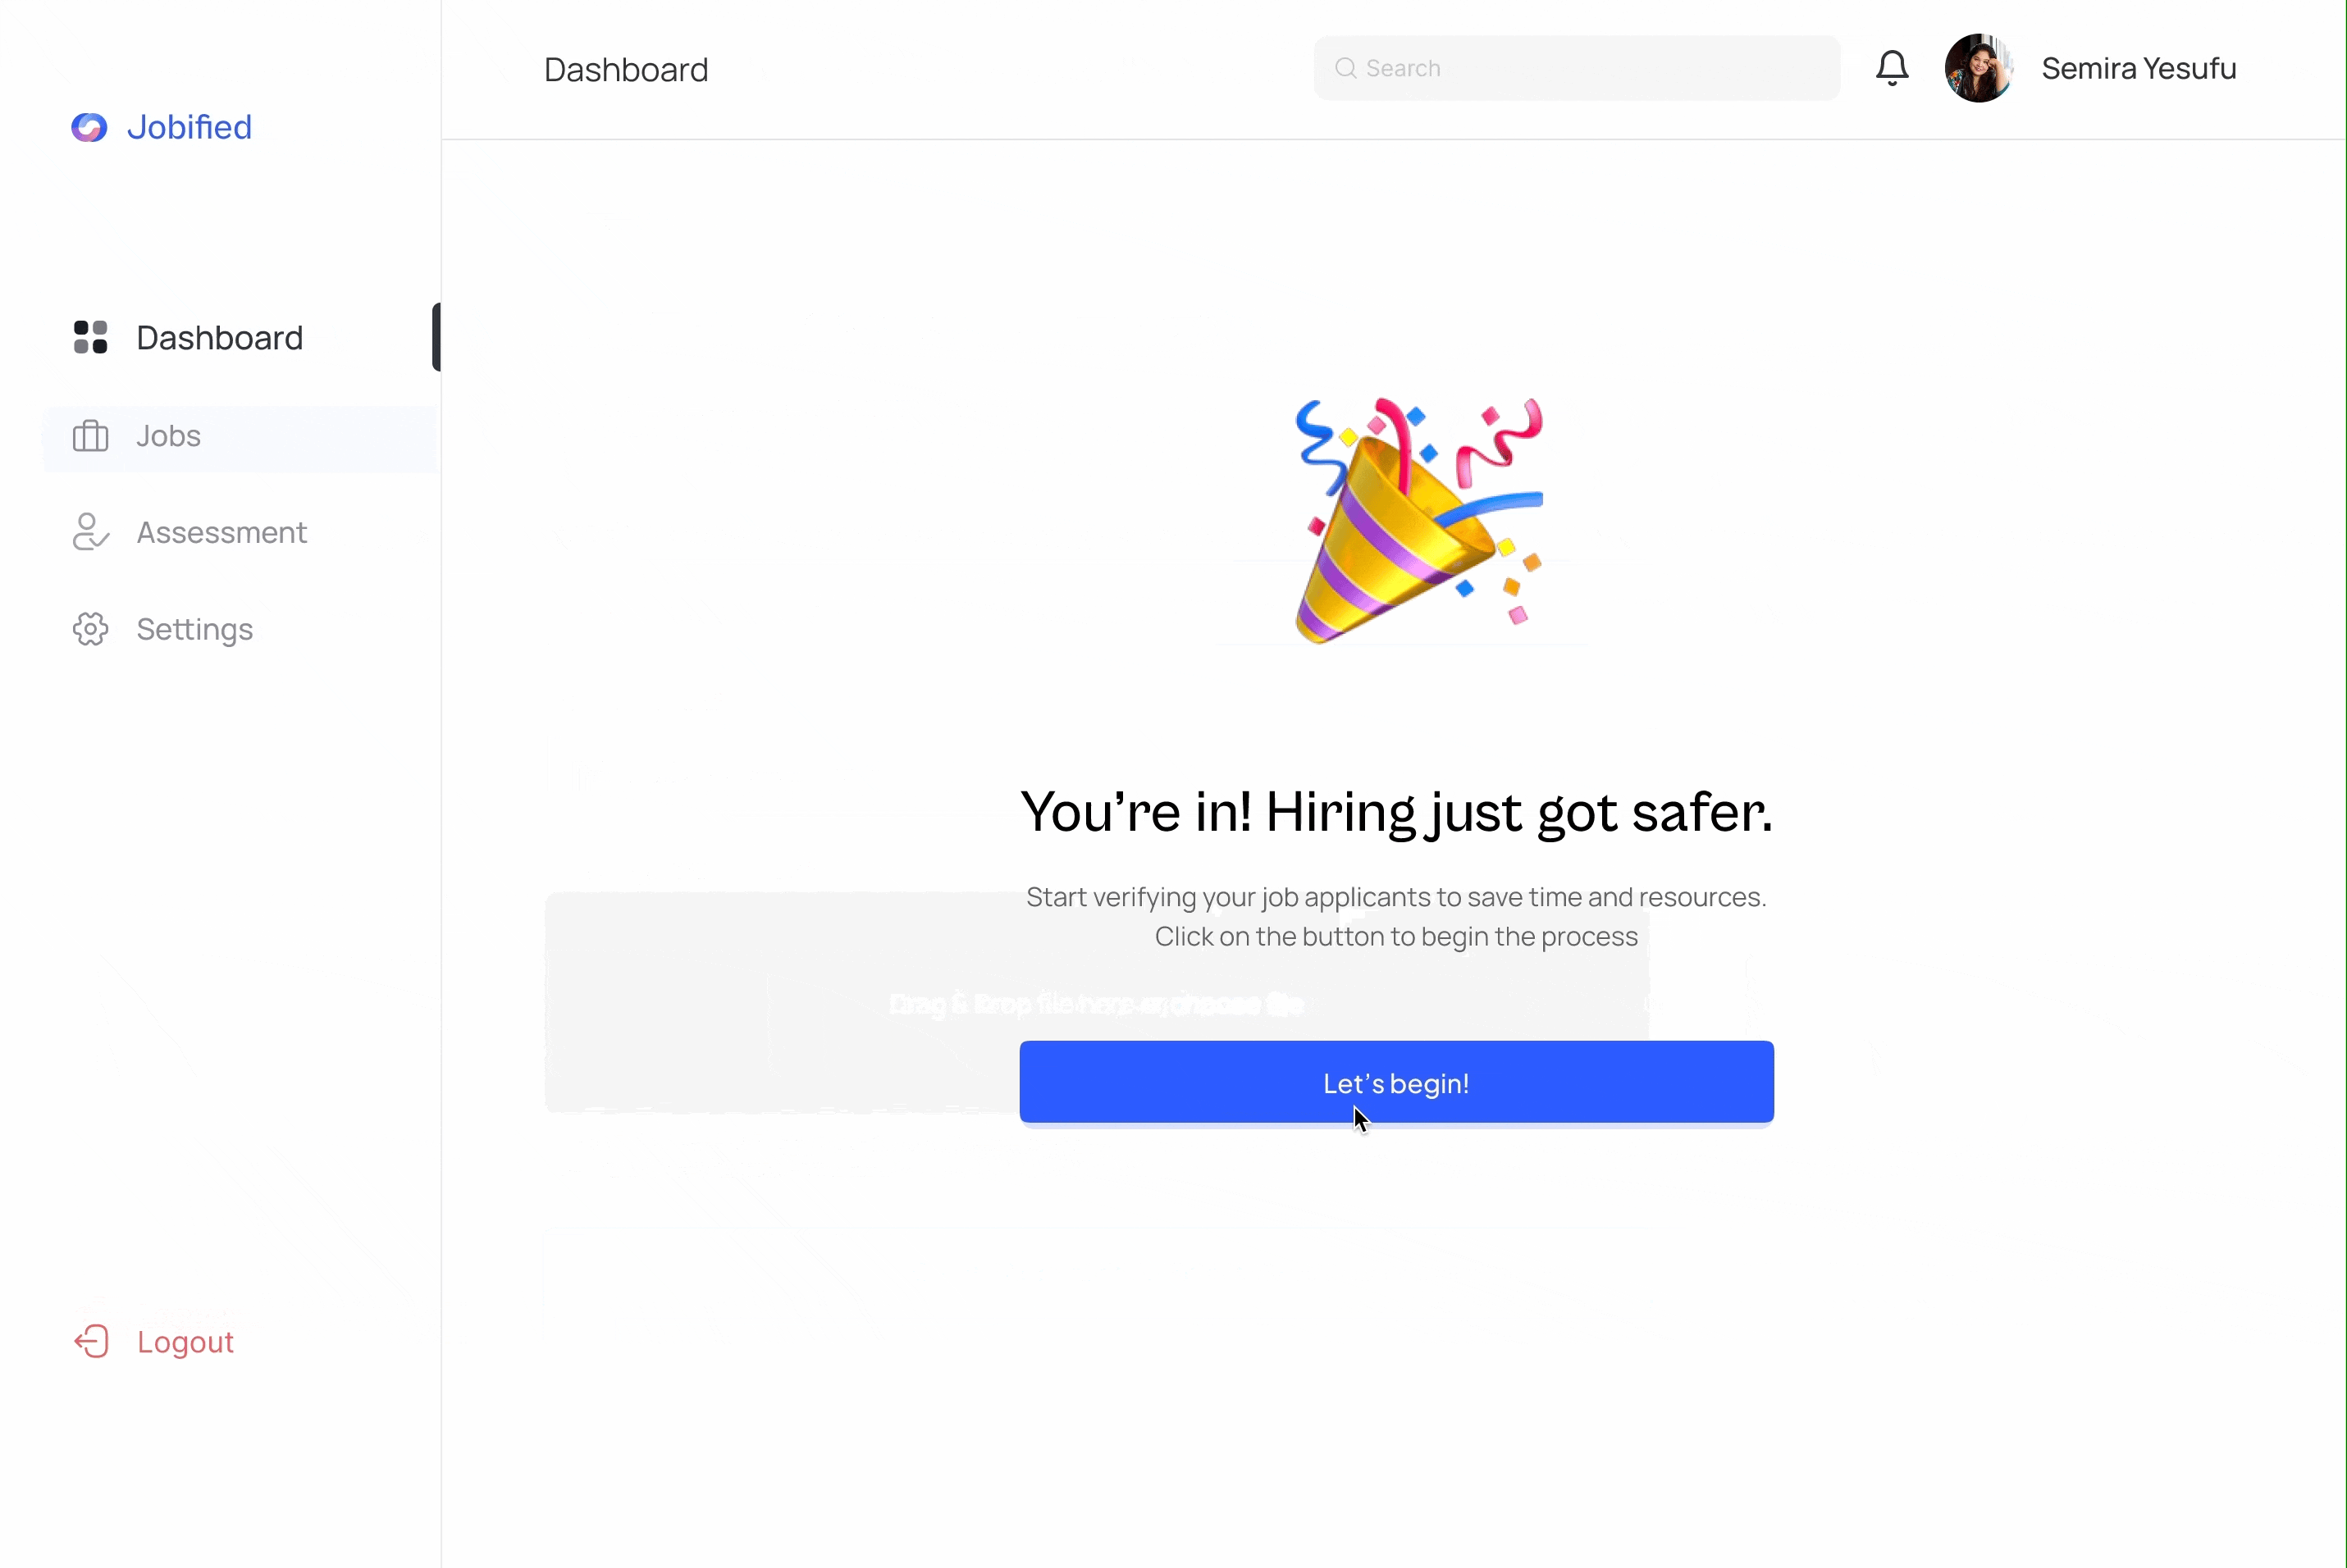 Jobified
Dashboard
Jobs
Assessment
Settings
Logout
Dashboard
Search
Semira Yesufu
You’re in! Hiring just got safer.
Start verifying your job applicants to save time and resources.
Click on the button to begin the process
Drag & Drop file here or choose file
Let’s begin!